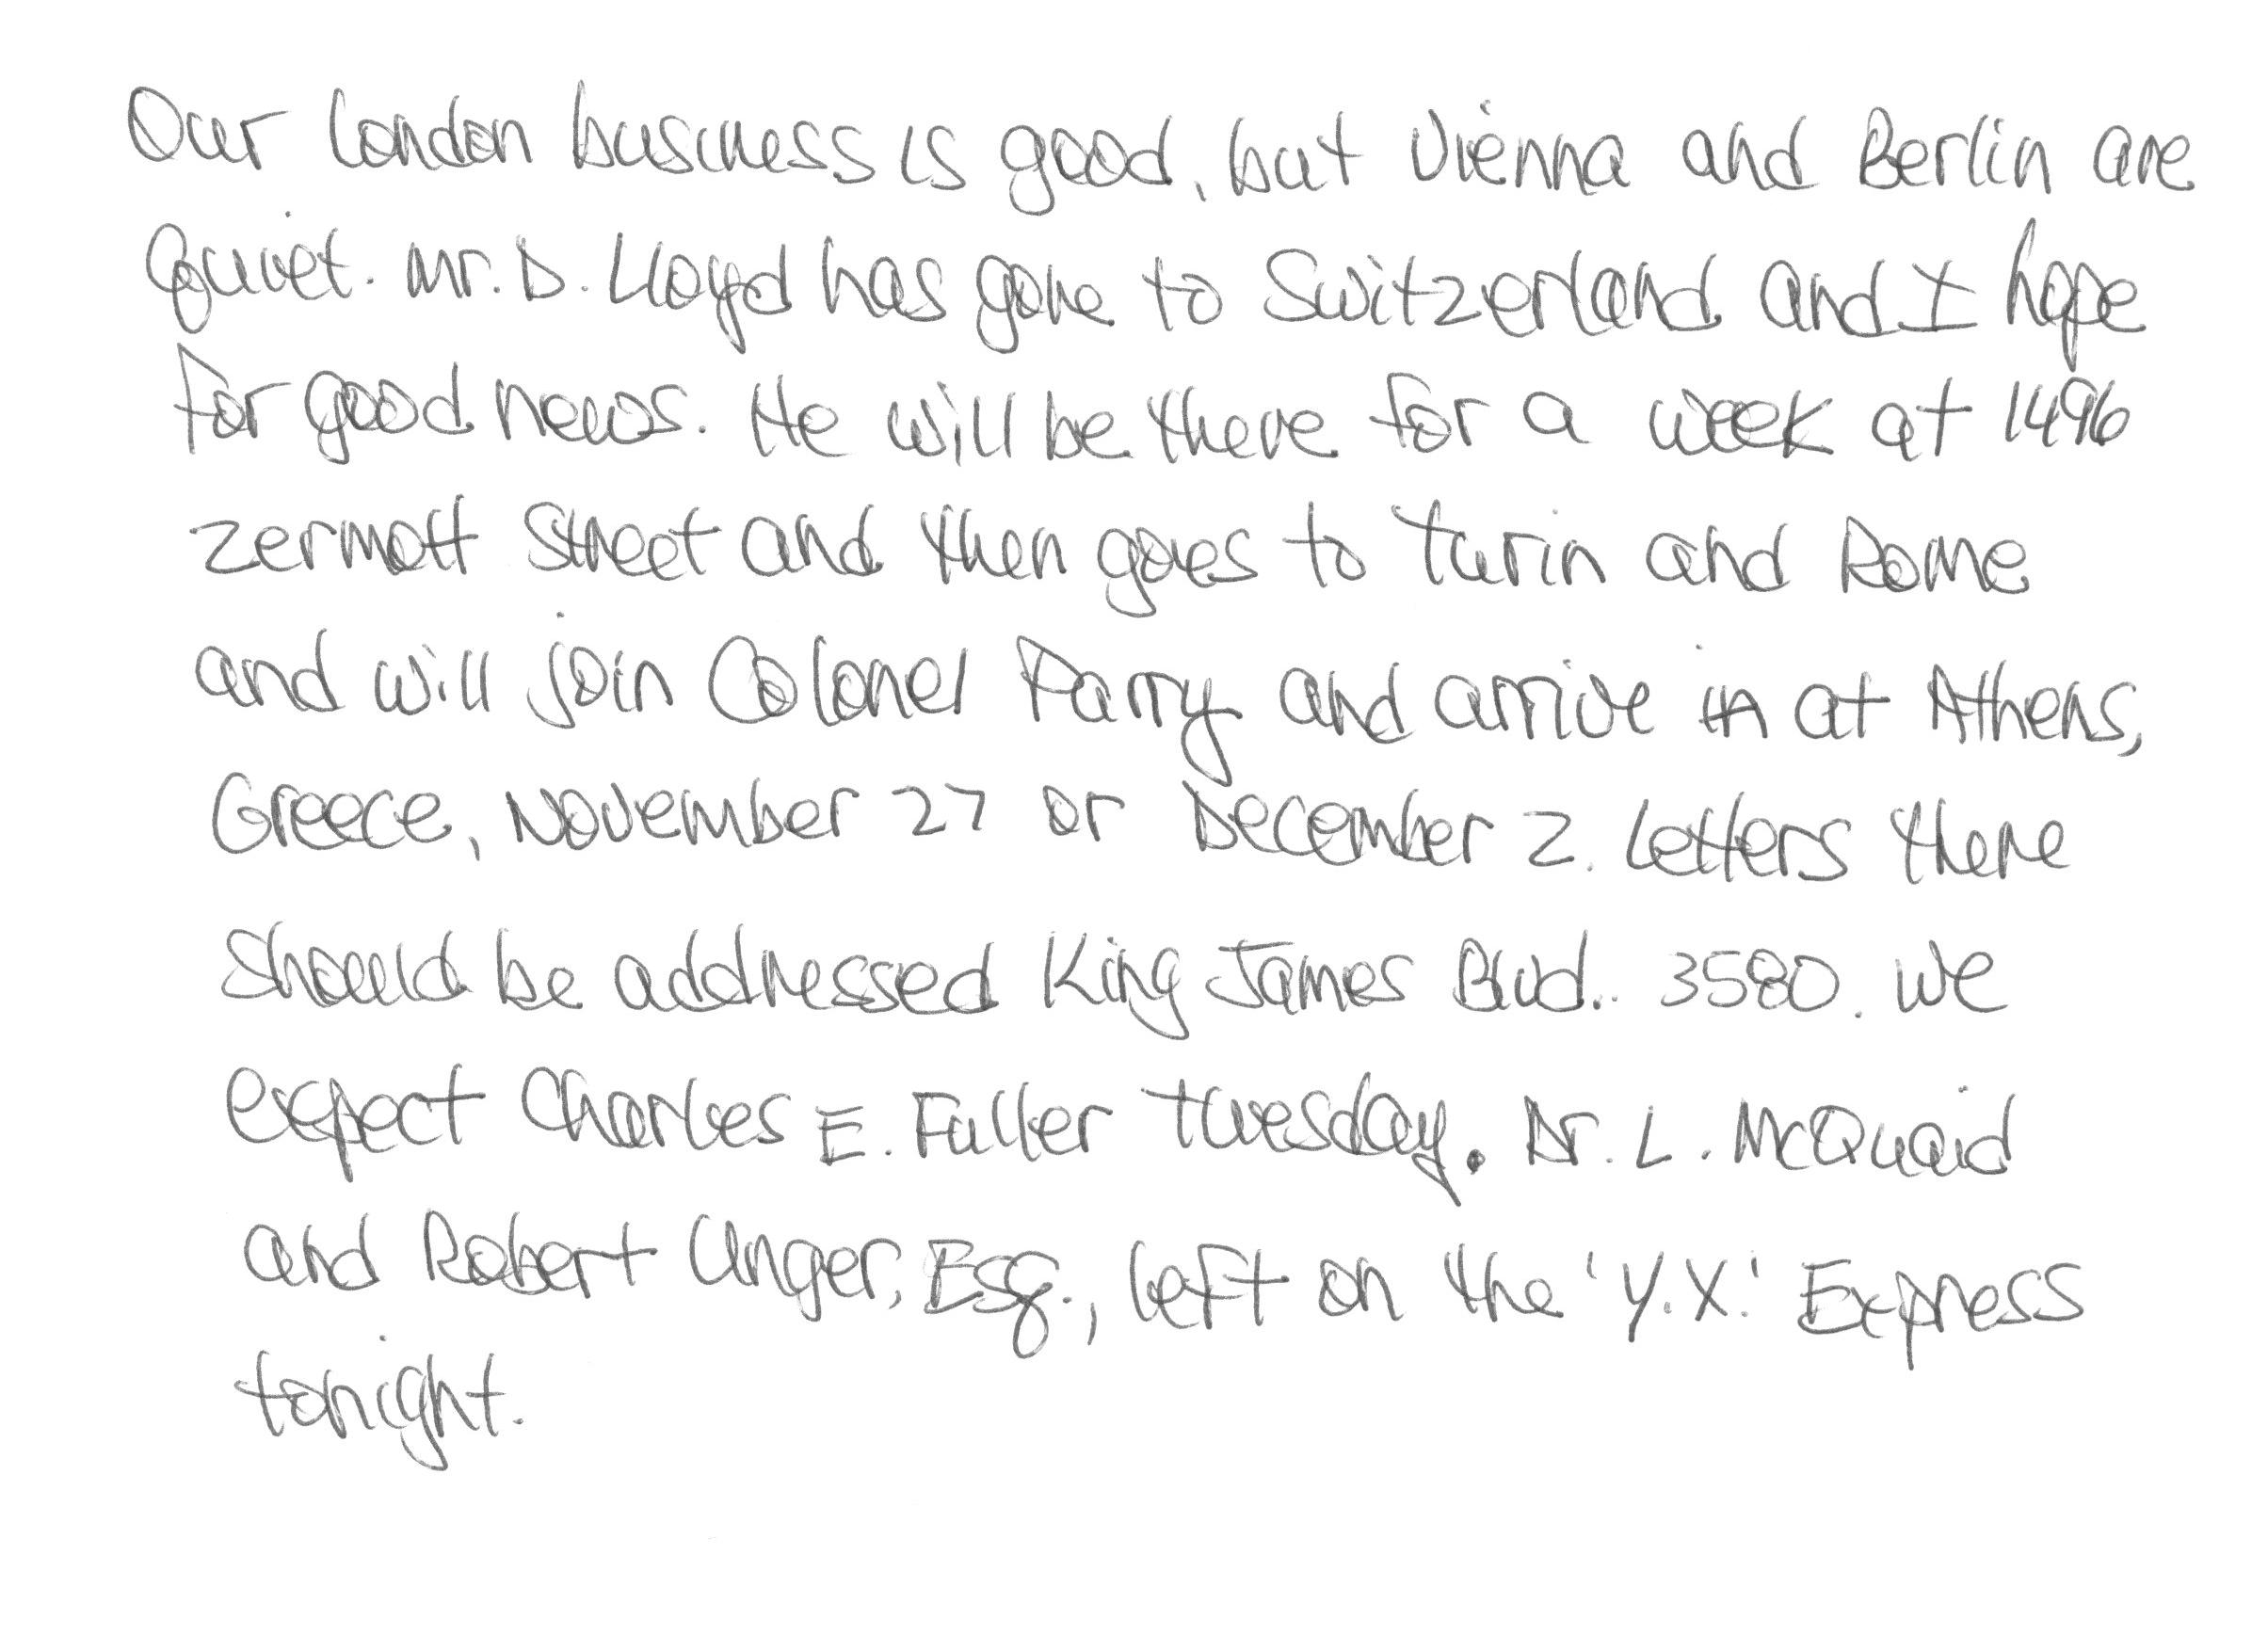 Our London business is good, but Vienna and Berlin are
quiet. Mr. D. Lloyd has gone to Switzerland and I hope
for good news. He will be there for a week at 1496
Zermott Street and then goes to Turin and Rome
and will join Colonel Parry and arrive in at Athens,
Greece, November 27 or December 2. Letters there
should be addressed King James Blvd.. 3580. We
expect Charles E. Fuller Tuesday. Dr. L. McQuaid
and Robert Unger, Esq., left on the 'Y.X.' Express
tonight.